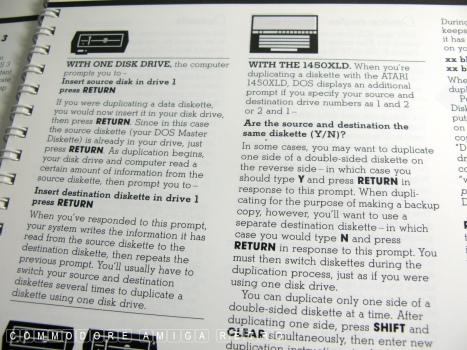 3
WITH ONE DISK DRIVE, the computer
prompts you to–
Insert source disk in drive 1
press RETURN
If you were duplicating a data diskette,
you would now insert it in your disk drive,
then press RETURN. Since in this case
the source diskette (your DOS Master
Diskette) is already in your drive, just
press RETURN. As duplication begins,
your disk drive and computer read a
certain amount of information from the
source diskette, then prompt you to–
Insert destination diskette in drive 1
press RETURN
When you've responded to this prompt,
your system writes the information it has
read from the source diskette to the
destination diskette, then repeats the
previous prompt. You'll usually have to
switch your source and destination
diskettes several times to duplicate a
diskette using one disk drive.
WITH THE 1450XLD. When you're
duplicating a diskette with the ATARI
1450XLD, DOS displays an additional
prompt if you specify your source and
destination drive numbers as 1 and 2
or 2 and 1–
Are the source and destination the
same diskette (Y/N)?
In some cases, you may want to duplicate
one side of a double-sided diskette on
the reverse side – in which case you
should type Y and press RETURN in
response to this prompt. When dupli-
cating for the purpose of making a backup
copy, however, you'll want to use a
separate destination diskette – in which
case you would type N and press
RETURN in response to this prompt. You
must then switch diskettes during the
duplication process, just as if you were
using one disk drive.
You can duplicate only one side of a
double-sided diskette at a time. After
duplicating one side, press SHIFT and
CLEAR simultaneously, then enter new
During
keeps
it has
on you
xx b
xx b
When
COMMODORE AMIGA R